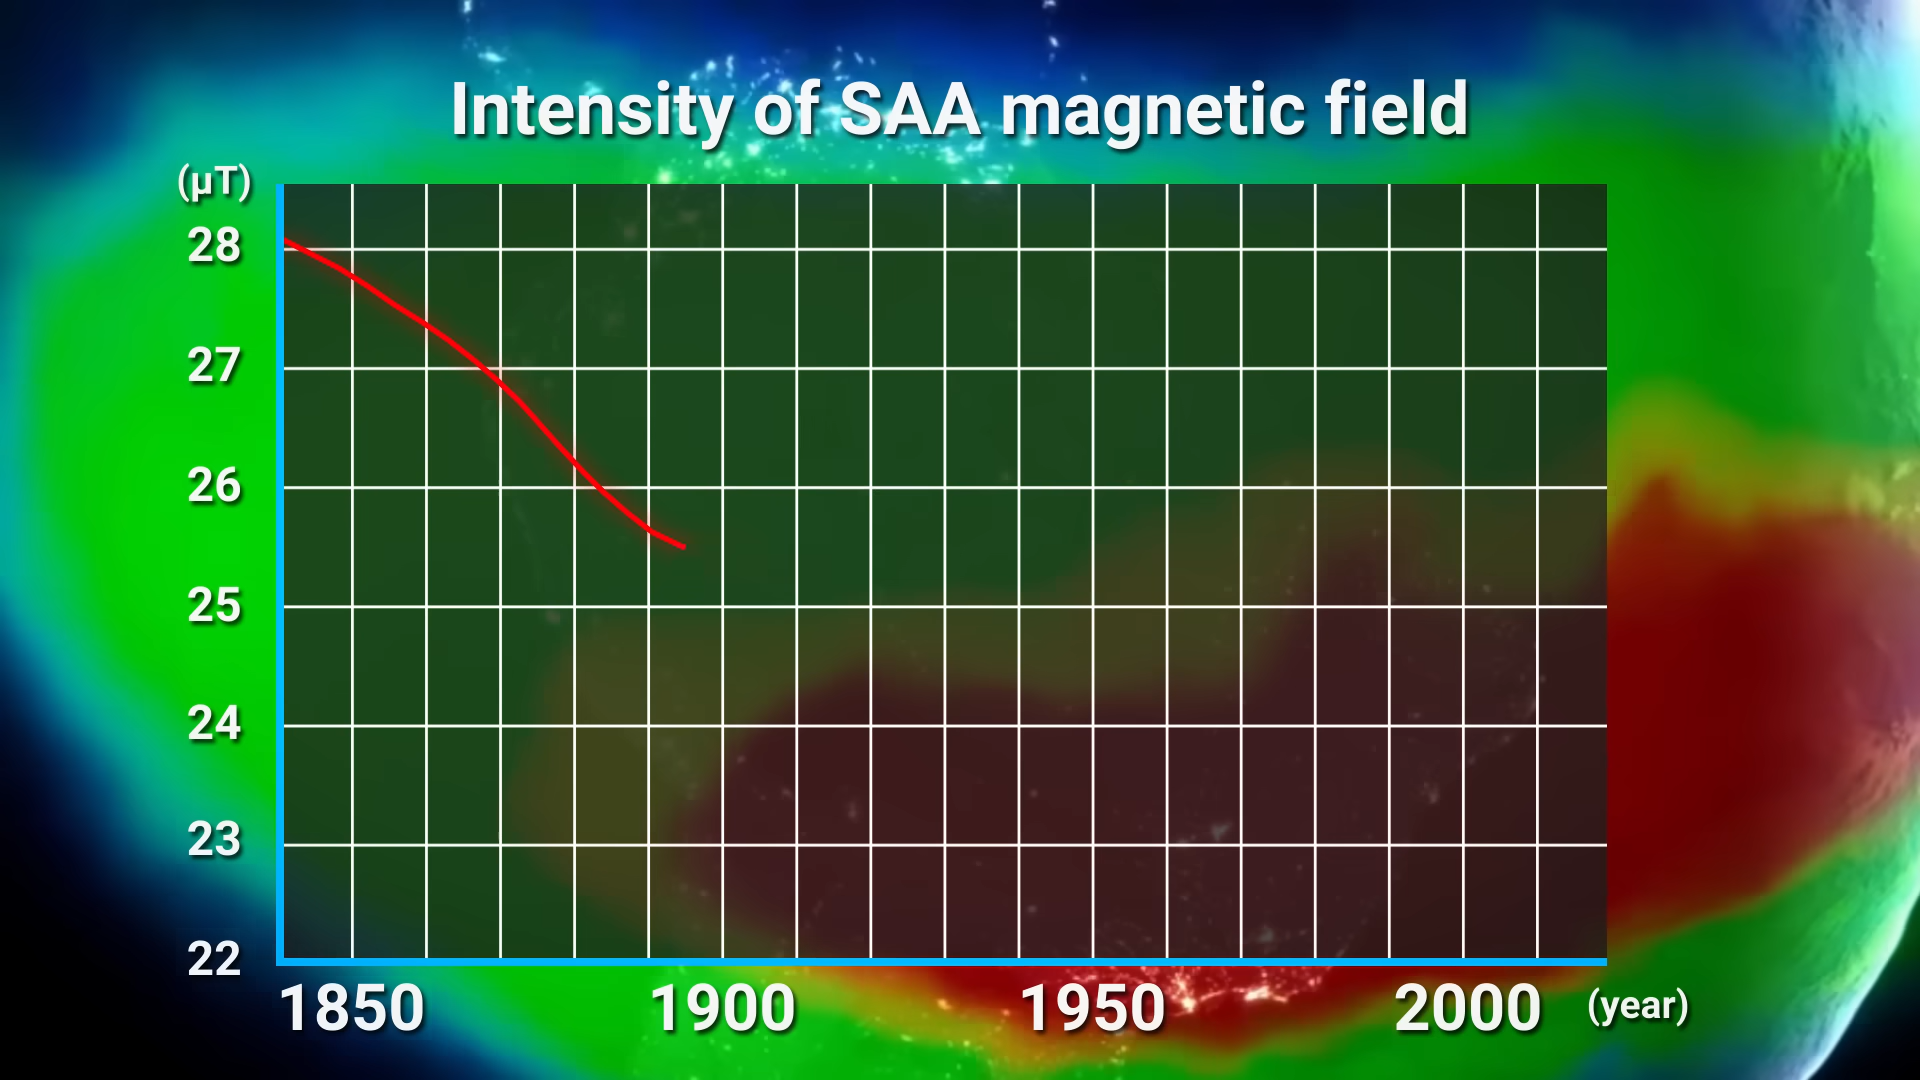 Intensity of SAA magnetic field
(μT)
28
27
26
25
24
23
22
1850 1900 1950 2000 (year)